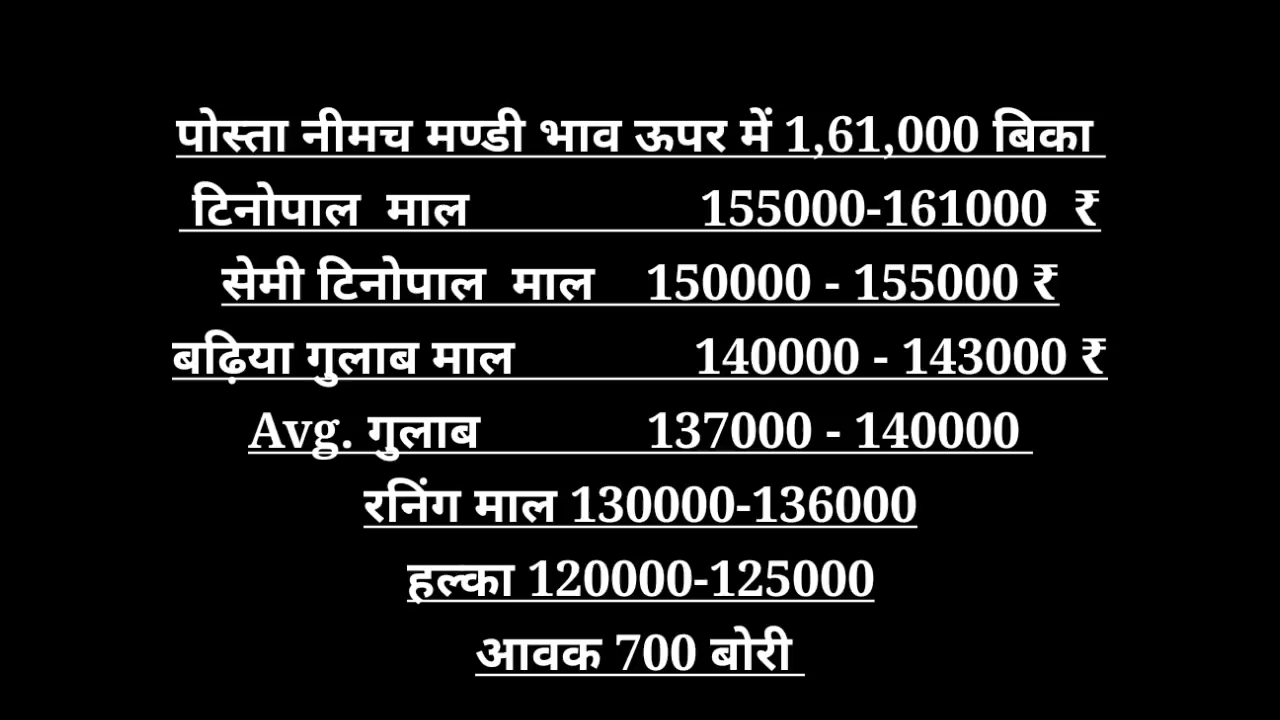 पोस्ता नीमच मण्डी भाव ऊपर में 1,61,000 बिका
टिनोपाल माल 155000-161000 ₹
सेमी टिनोपाल माल 150000 - 155000 ₹
बढ़िया गुलाब माल 140000 - 143000 ₹
Avg. गुलाब 137000 - 140000
रनिंग माल 130000-136000
हल्का 120000-125000
आवक 700 बोरी